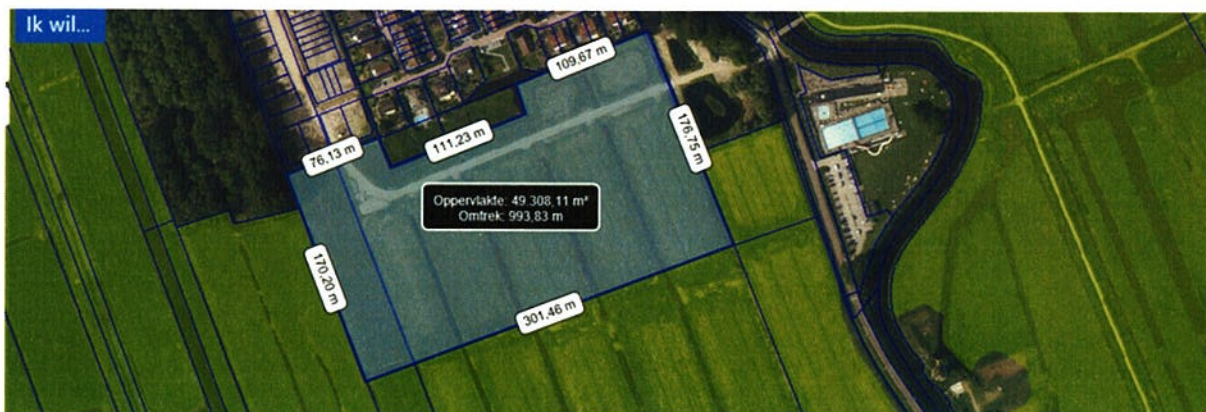 Ik wil...
109,67 m
76,13 m
111,23 m
176,75 m
Oppervlakte: 49.308,11 m²
Omtrek: 993,83 m
170,20 m
301,46 m